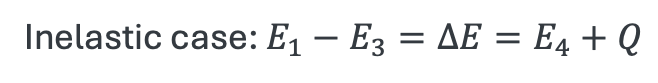 Inelastic case: E₁ − E₃ = ΔE = E₄ + Q